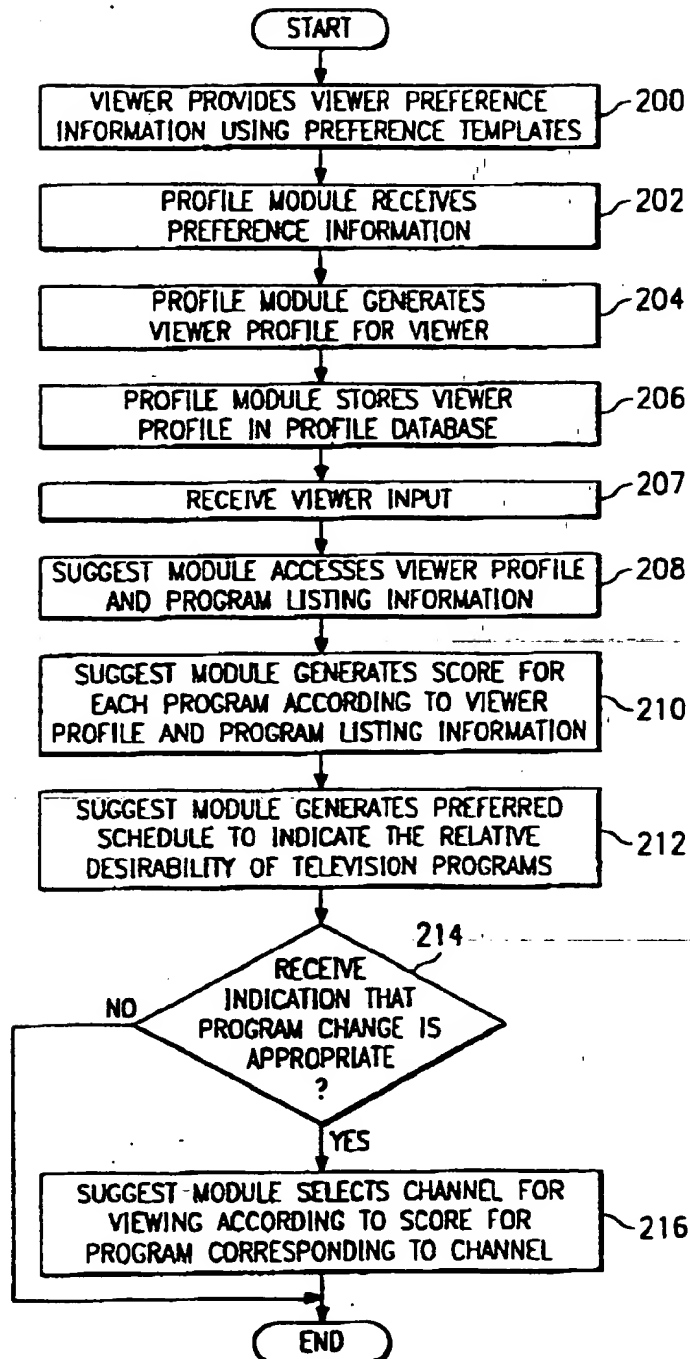 START
VIEWER PROVIDES VIEWER PREFERENCE
INFORMATION USING PREFERENCE TEMPLATES
200
PROFILE MODULE RECEIVES
PREFERENCE INFORMATION
202
PROFILE MODULE GENERATES
VIEWER PROFILE FOR VIEWER
204
PROFILE MODULE STORES VIEWER
PROFILE IN PROFILE DATABASE
206
RECEIVE VIEWER INPUT
207
SUGGEST MODULE ACCESSES VIEWER PROFILE
AND PROGRAM LISTING INFORMATION
208
SUGGEST MODULE GENERATES SCORE FOR
EACH PROGRAM ACCORDING TO VIEWER
PROFILE AND PROGRAM LISTING INFORMATION
210
SUGGEST MODULE GENERATES PREFERRED
SCHEDULE TO INDICATE THE RELATIVE
DESIRABILITY OF TELEVISION PROGRAMS
212
214
RECEIVE
INDICATION THAT
PROGRAM CHANGE IS
APPROPRIATE
?
NO
YES
SUGGEST MODULE SELECTS CHANNEL FOR
VIEWING ACCORDING TO SCORE FOR
PROGRAM CORRESPONDING TO CHANNEL
216
END